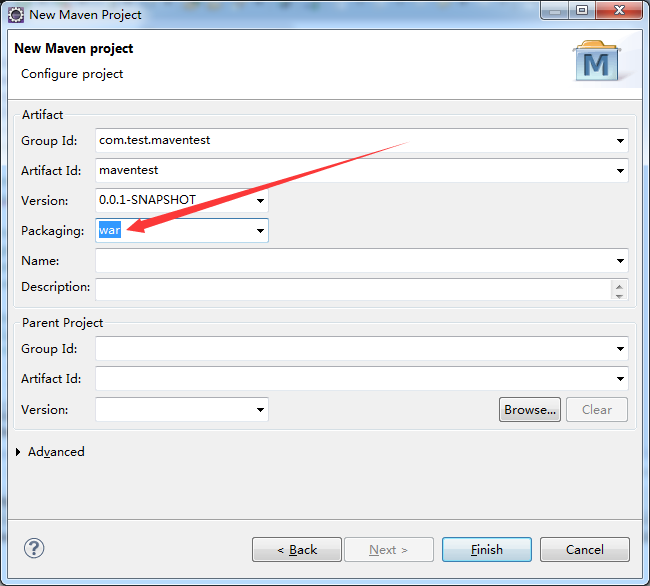 New Maven Project
New Maven project
Configure project
M
Artifact
Group Id: com.test.maventest
Artifact Id: maventest
Version: 0.0.1-SNAPSHOT
Packaging: war
Name:
Description:
Parent Project
Group Id:
Artifact Id:
Version: Browse... Clear
Advanced
? < Back Next > Finish Cancel